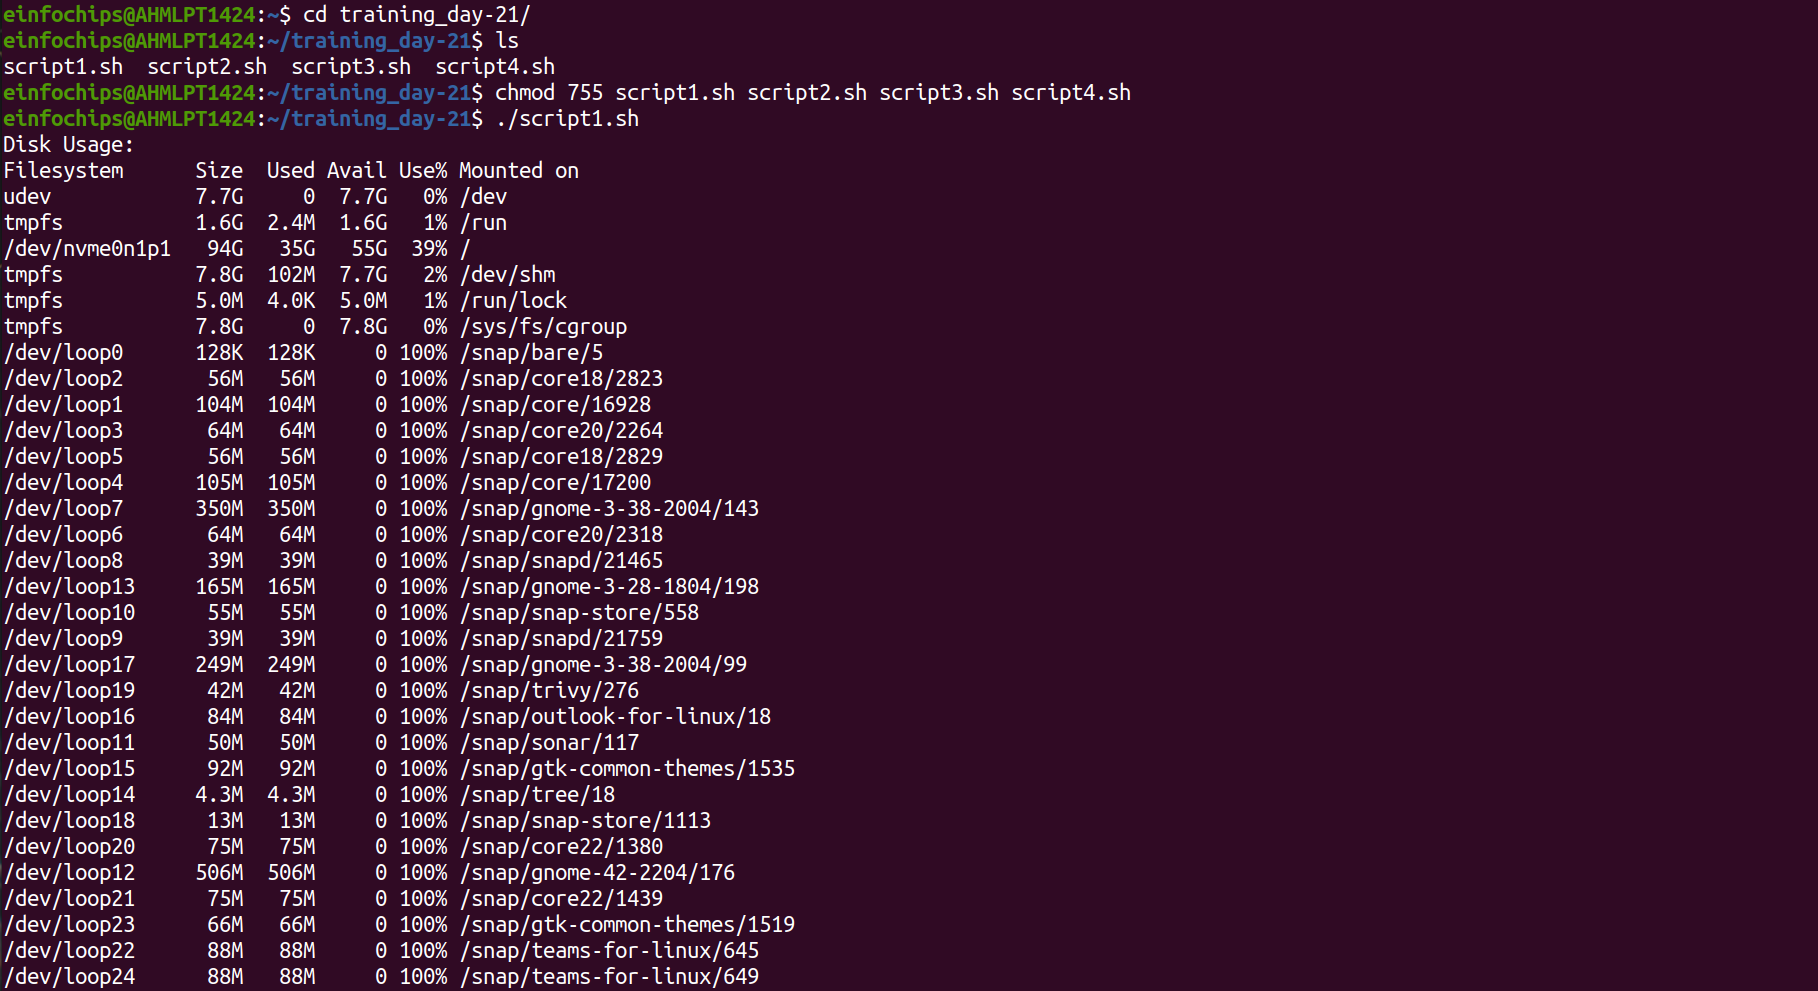 einfochips@AHMLPT1424:~$ cd training_day-21/
einfochips@AHMLPT1424:~/training_day-21$ ls
script1.sh  script2.sh  script3.sh  script4.sh
einfochips@AHMLPT1424:~/training_day-21$ chmod 755 script1.sh script2.sh script3.sh script4.sh
einfochips@AHMLPT1424:~/training_day-21$ ./script1.sh
Disk Usage:
Filesystem      Size  Used Avail Use% Mounted on
udev            7.7G     0  7.7G   0% /dev
tmpfs           1.6G  2.4M  1.6G   1% /run
/dev/nvme0n1p1   94G   35G   55G  39% /
tmpfs           7.8G  102M  7.7G   2% /dev/shm
tmpfs           5.0M  4.0K  5.0M   1% /run/lock
tmpfs           7.8G     0  7.8G   0% /sys/fs/cgroup
/dev/loop0      128K  128K     0 100% /snap/bare/5
/dev/loop2       56M   56M     0 100% /snap/core18/2823
/dev/loop1      104M  104M     0 100% /snap/core/16928
/dev/loop3       64M   64M     0 100% /snap/core20/2264
/dev/loop5       56M   56M     0 100% /snap/core18/2829
/dev/loop4      105M  105M     0 100% /snap/core/17200
/dev/loop7      350M  350M     0 100% /snap/gnome-3-38-2004/143
/dev/loop6       64M   64M     0 100% /snap/core20/2318
/dev/loop8       39M   39M     0 100% /snap/snapd/21465
/dev/loop13     165M  165M     0 100% /snap/gnome-3-28-1804/198
/dev/loop10      55M   55M     0 100% /snap/snap-store/558
/dev/loop9       39M   39M     0 100% /snap/snapd/21759
/dev/loop17     249M  249M     0 100% /snap/gnome-3-38-2004/99
/dev/loop19      42M   42M     0 100% /snap/trivy/276
/dev/loop16      84M   84M     0 100% /snap/outlook-for-linux/18
/dev/loop11      50M   50M     0 100% /snap/sonar/117
/dev/loop15      92M   92M     0 100% /snap/gtk-common-themes/1535
/dev/loop14     4.3M  4.3M     0 100% /snap/tree/18
/dev/loop18      13M   13M     0 100% /snap/snap-store/1113
/dev/loop20      75M   75M     0 100% /snap/core22/1380
/dev/loop12     506M  506M     0 100% /snap/gnome-42-2204/176
/dev/loop21      75M   75M     0 100% /snap/core22/1439
/dev/loop23      66M   66M     0 100% /snap/gtk-common-themes/1519
/dev/loop22      88M   88M     0 100% /snap/teams-for-linux/645
/dev/loop24      88M   88M     0 100% /snap/teams-for-linux/649